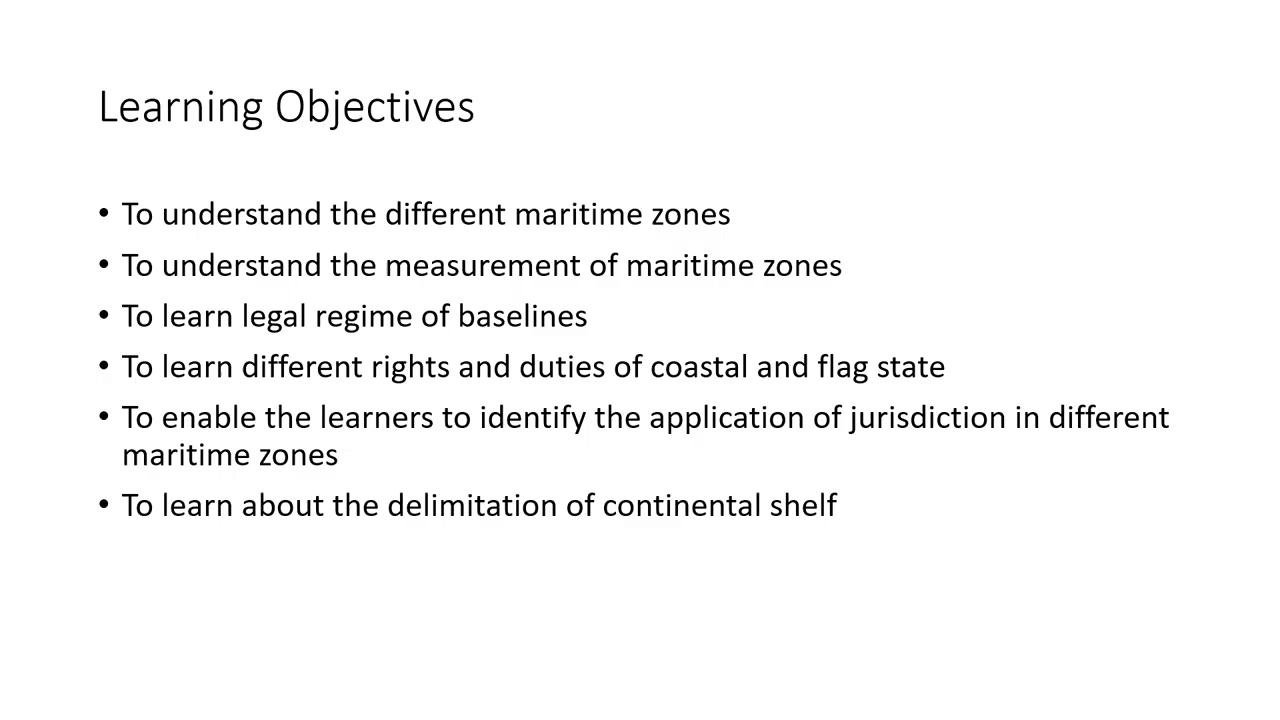 Learning Objectives
• To understand the different maritime zones
• To understand the measurement of maritime zones
• To learn legal regime of baselines
• To learn different rights and duties of coastal and flag state
• To enable the learners to identify the application of jurisdiction in different
maritime zones
• To learn about the delimitation of continental shelf